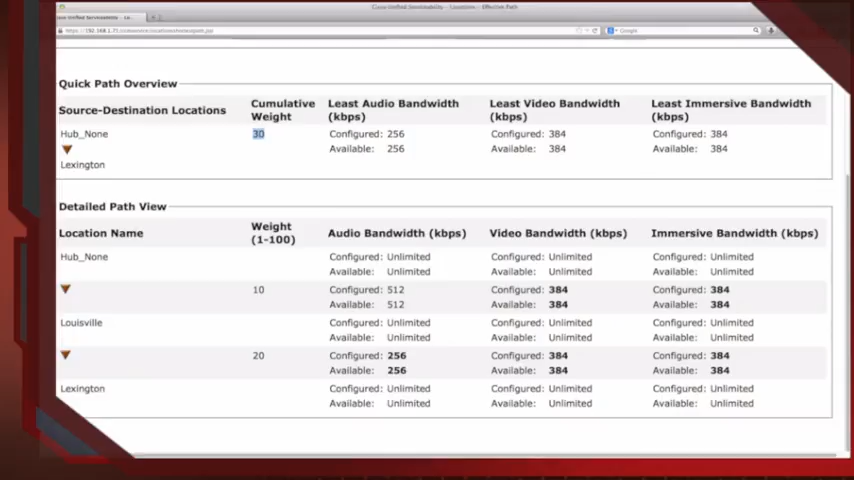 Cisco Unified Serviceability - Locations - Effective Path
Quick Path Overview
Source-Destination Locations Cumulative Weight Least Audio Bandwidth (kbps) Least Video Bandwidth (kbps) Least Immersive Bandwidth (kbps)
Hub_None 30 Configured: 256 Configured: 384 Configured: 384
Available: 256 Available: 384 Available: 384
Lexington
Detailed Path View
Location Name Weight (1-100) Audio Bandwidth (kbps) Video Bandwidth (kbps) Immersive Bandwidth (kbps)
Hub_None Configured: Unlimited Configured: Unlimited Configured: Unlimited
Available: Unlimited Available: Unlimited Available: Unlimited
10 Configured: 512 Configured: 384 Configured: 384
Available: 512 Available: 384 Available: 384
Louisville Configured: Unlimited Configured: Unlimited Configured: Unlimited
Available: Unlimited Available: Unlimited Available: Unlimited
20 Configured: 256 Configured: 384 Configured: 384
Available: 256 Available: 384 Available: 384
Lexington Configured: Unlimited Configured: Unlimited Configured: Unlimited
Available: Unlimited Available: Unlimited Available: Unlimited